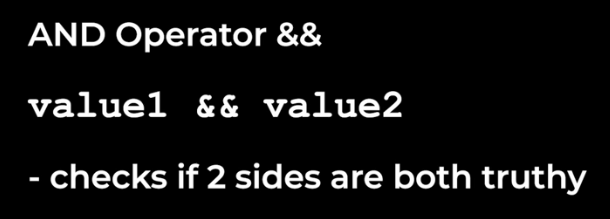 AND Operator &&
value1 && value2
- checks if 2 sides are both truthy